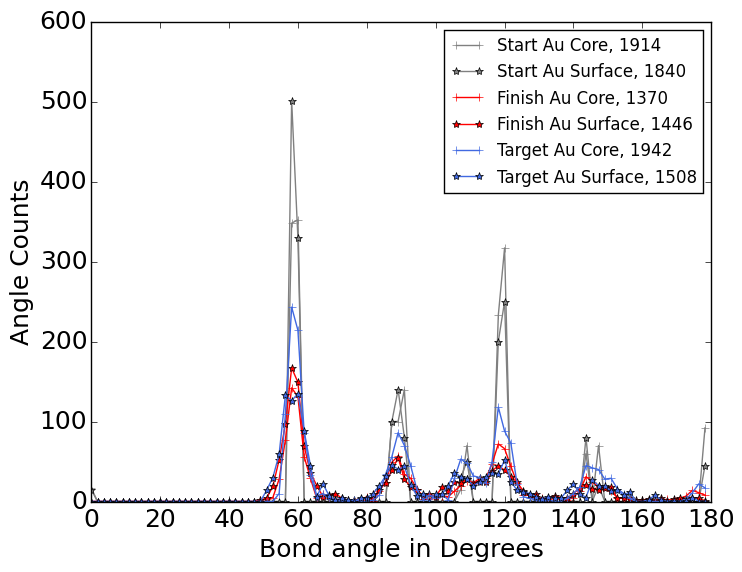 600
500
400
300
200
100
0
Angle Counts
Start Au Core, 1914
Start Au Surface, 1840
Finish Au Core, 1370
Finish Au Surface, 1446
Target Au Core, 1942
Target Au Surface, 1508
0 20 40 60 80 100 120 140 160 180
Bond angle in Degrees